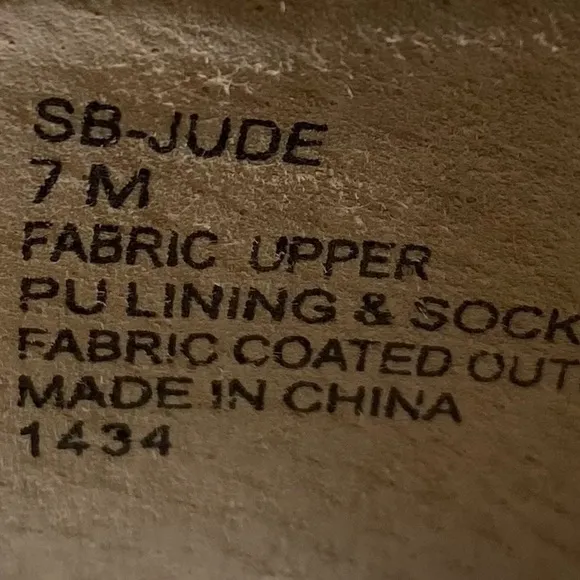 SB-JUDE
7 M
FABRIC UPPER
PU LINING & SOCK
FABRIC COATED OUT
MADE IN CHINA
1434